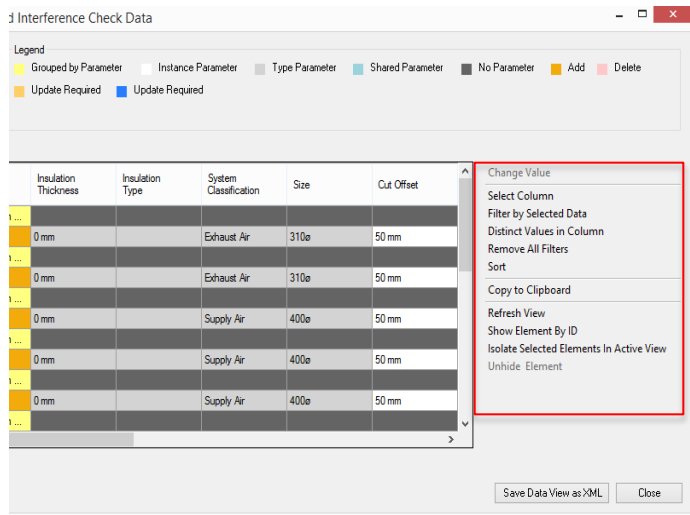 d Interference Check Data
Legend
Grouped by Parameter Instance Parameter Type Parameter Shared Parameter No Parameter Add Delete
Update Required Update Required
Insulation Thickness Insulation Type System Classification Size Cut Offset
...
0 mm Exhaust Air 310ø 50 mm
...
0 mm Exhaust Air 310ø 50 mm
...
0 mm Supply Air 400ø 50 mm
...
0 mm Supply Air 400ø 50 mm
...
0 mm Supply Air 400ø 50 mm
...
Change Value
Select Column
Filter by Selected Data
Distinct Values in Column
Remove All Filters
Sort
Copy to Clipboard
Refresh View
Show Element By ID
Isolate Selected Elements In Active View
Unhide Element
Save Data View as XML Close